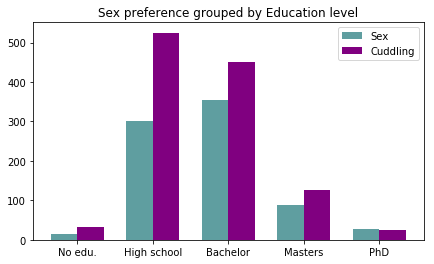 Sex preference grouped by Education level
Sex
Cuddling
500
400
300
200
100
0
No edu. High school Bachelor Masters PhD